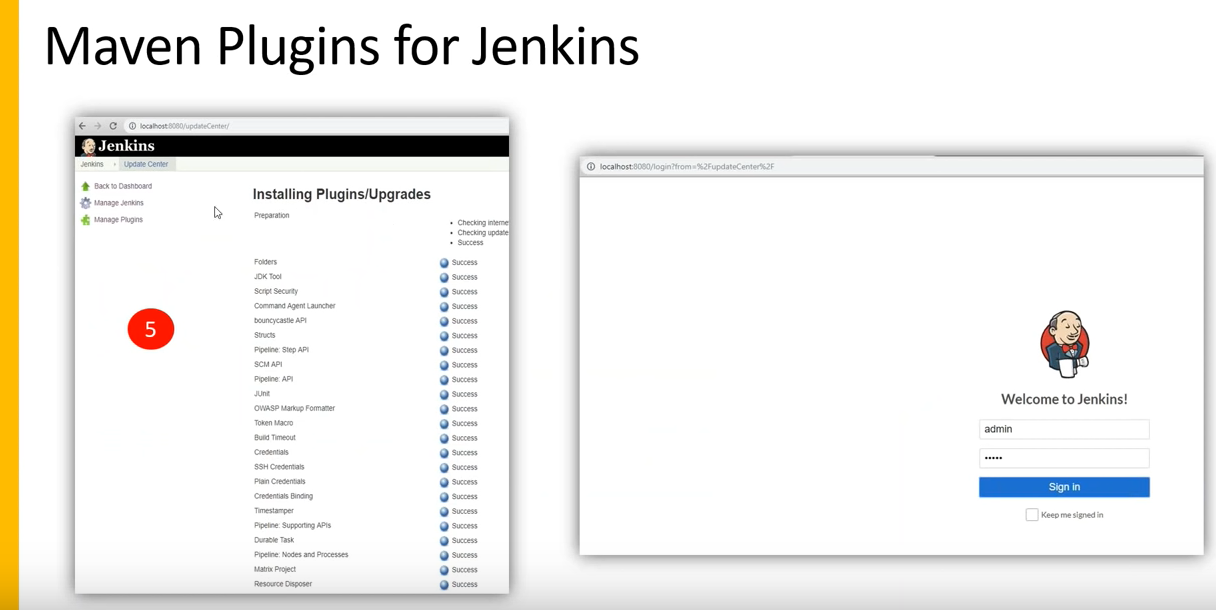 Maven Plugins for Jenkins
localhost:8080/updateCenter/
Jenkins
Jenkins › Update Center
Back to Dashboard
Manage Jenkins
Manage Plugins
Installing Plugins/Upgrades
Preparation
• Checking interne
• Checking update
• Success
Folders Success
JDK Tool Success
Script Security Success
Command Agent Launcher Success
bouncycastle API Success
Structs Success
Pipeline: Step API Success
SCM API Success
Pipeline: API Success
JUnit Success
OWASP Markup Formatter Success
Token Macro Success
Build Timeout Success
Credentials Success
SSH Credentials Success
Plain Credentials Success
Credentials Binding Success
Timestamper Success
Pipeline: Supporting APIs Success
Durable Task Success
Pipeline: Nodes and Processes Success
Matrix Project Success
Resource Disposer Success
5
localhost:8080/login?from=%2FupdateCenter%2F
Welcome to Jenkins!
admin
•••••
Sign in
Keep me signed in